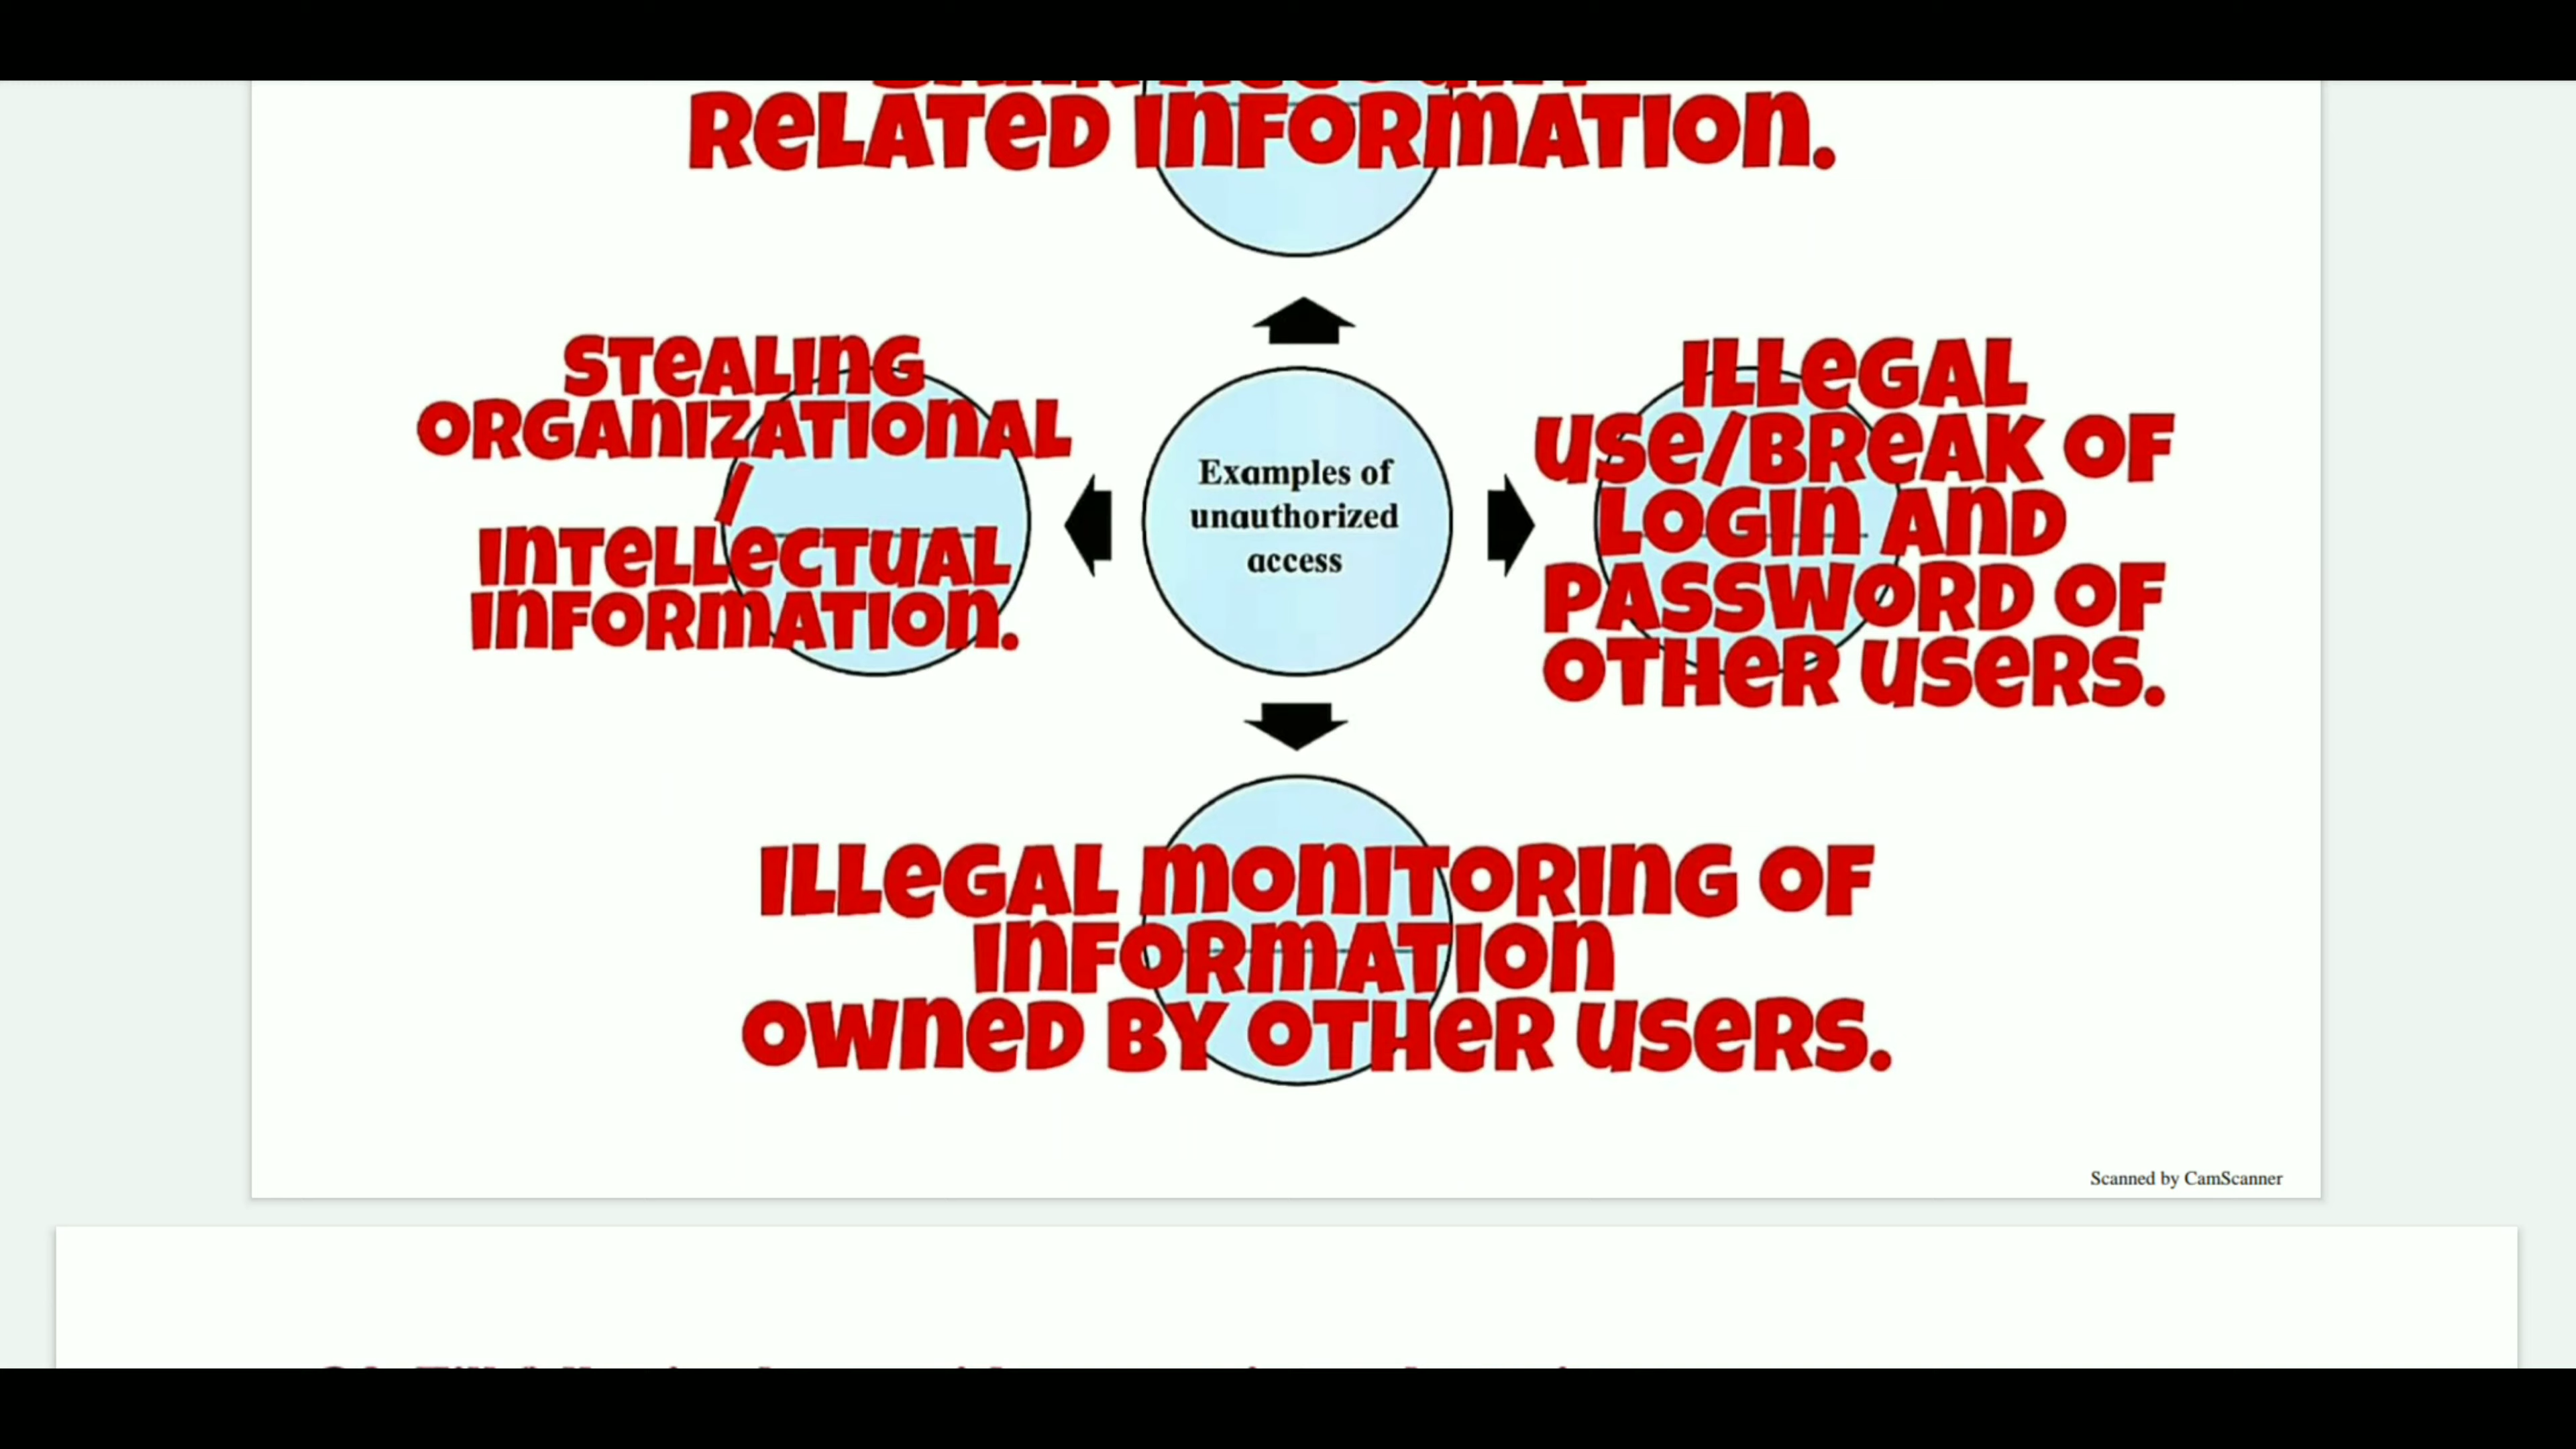 RELATED INFORMATION.
STEALING
ORGANIZATIONAL
/
INTELLECTUAL
INFORMATION.
Examples of
unauthorized
access
ILLEGAL
USE/BREAK OF
LOGIN AND
PASSWORD OF
OTHER USERS.
ILLEGAL MONITORING OF
INFORMATION
OWNED BY OTHER USERS.
Scanned by CamScanner